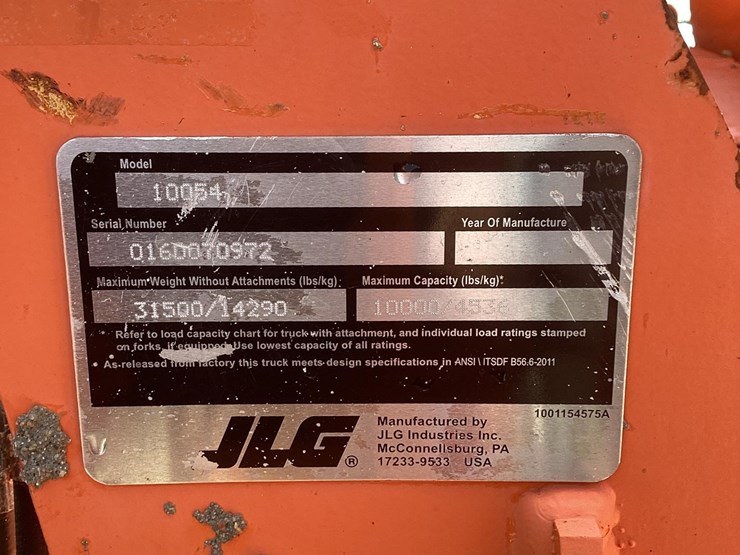 Model
10054
Serial Number Year Of Manufacture
0160070972
Maximum Weight Without Attachments (lbs/kg) Maximum Capacity (lbs/kg)*
31500/14290 10000/4536
Refer to load capacity chart for truck with attachment, and individual load ratings stamped
on forks, if equipped. Use lowest capacity of all ratings.
• As-released from factory this truck meets design specifications in ANSI \ ITSDF B56.6-2011
1001154575A
JLG ®
Manufactured by
JLG Industries Inc.
McConnellsburg, PA
17233-9533 USA